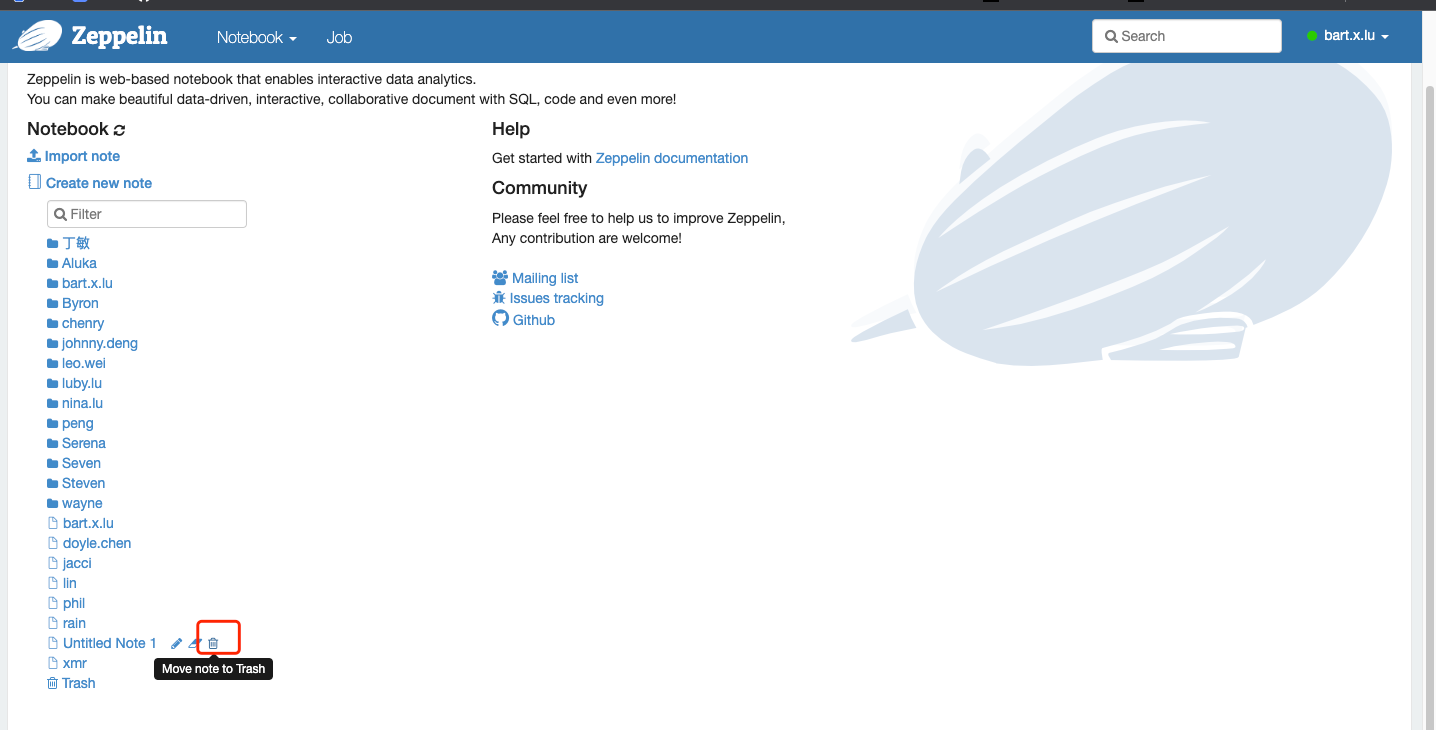 Zeppelin
Notebook
Job
Search
bart.x.lu
Zeppelin is web-based notebook that enables interactive data analytics.
You can make beautiful data-driven, interactive, collaborative document with SQL, code and even more!
Notebook
Import note
Create new note
Filter
丁敏
Aluka
bart.x.lu
Byron
chenry
johnny.deng
leo.wei
luby.lu
nina.lu
peng
Serena
Seven
Steven
wayne
bart.x.lu
doyle.chen
jacci
lin
phil
rain
Untitled Note 1
Move note to Trash
xmr
Trash
Help
Get started with Zeppelin documentation
Community
Please feel free to help us to improve Zeppelin,
Any contribution are welcome!
Mailing list
Issues tracking
Github